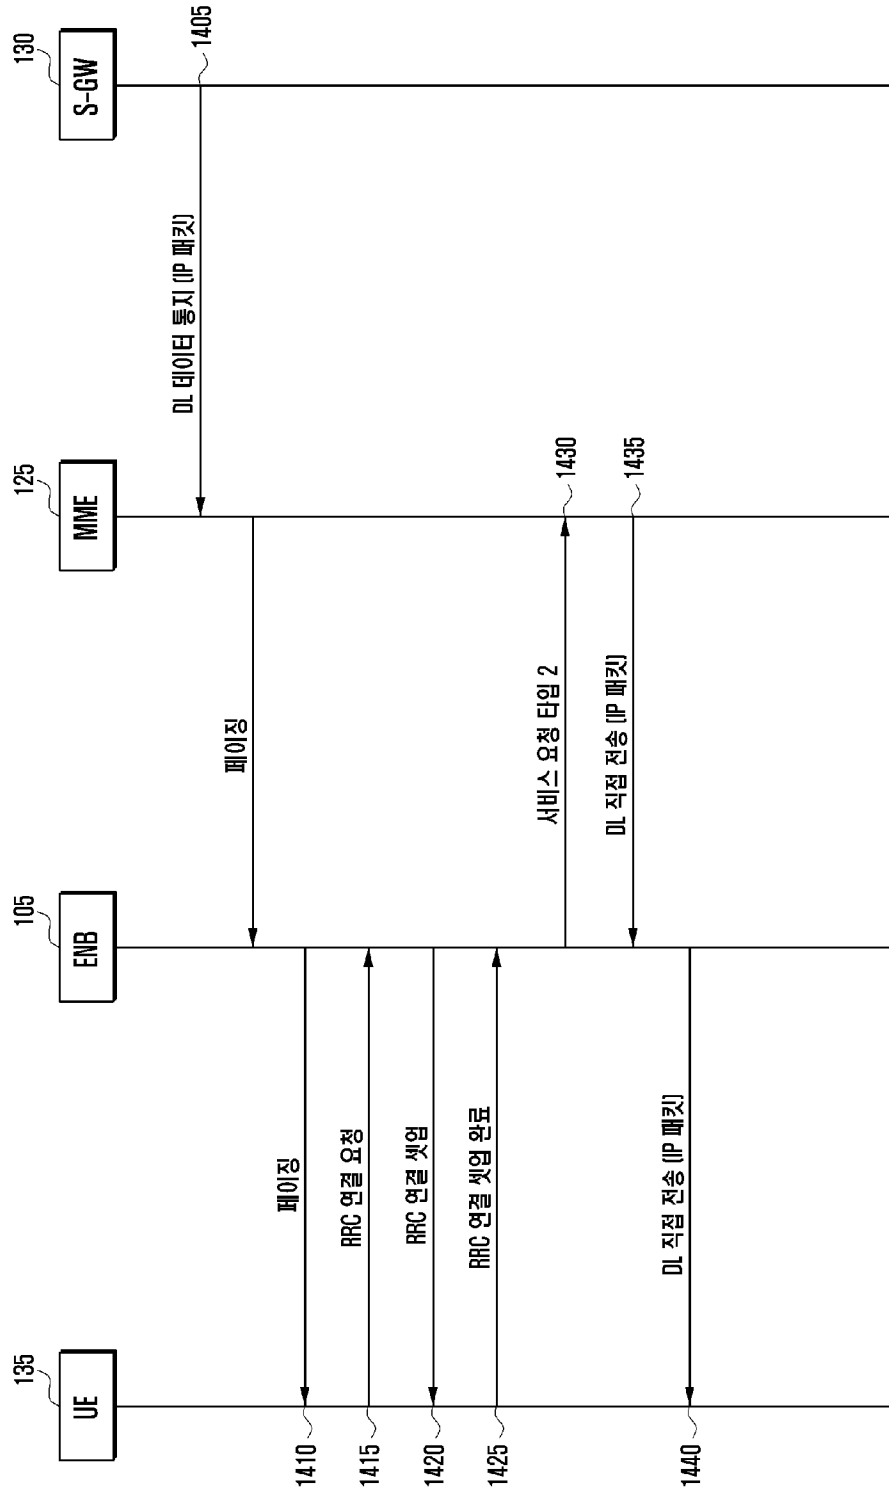 135
UE
105
ENB
125
MME
130
S-GW
DL 데이터 통지 (IP 패킷)
1405
페이징
페이징
1410
RRC 연결 요청
1415
RRC 연결 셋업
1420
RRC 연결 셋업 완료
1425
서비스 요청 타입 2
1430
DL 직접 전송 (IP 패킷)
1435
DL 직접 전송 (IP 패킷)
1440